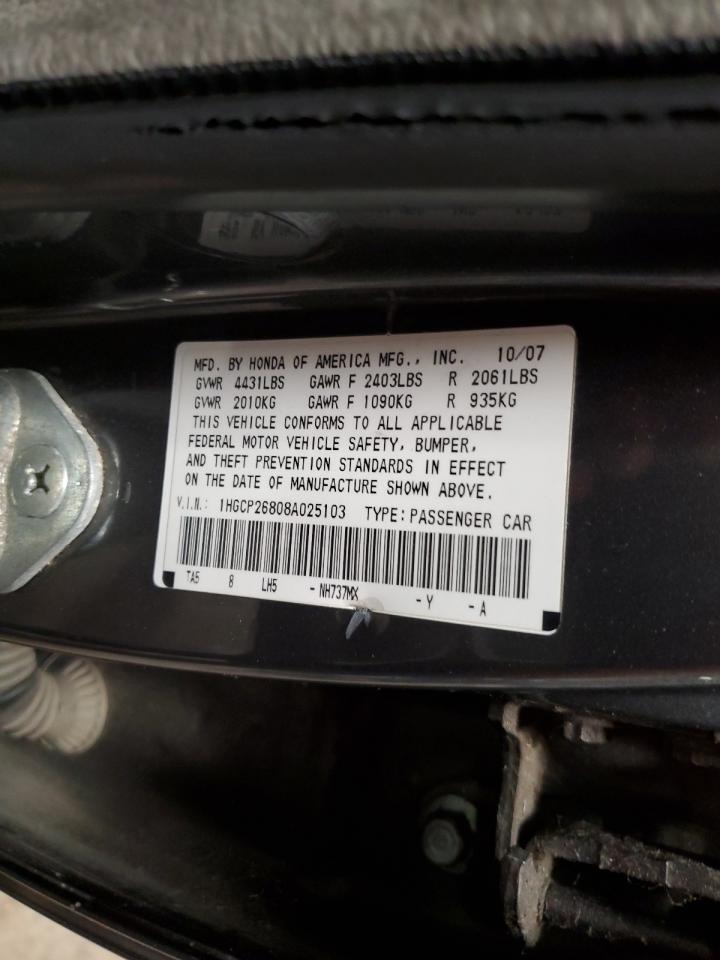 MFD. BY HONDA OF AMERICA MFG., INC. 10/07
GVWR 4431LBS GAWR F 2403LBS R 2061LBS
GVWR 2010KG GAWR F 1090KG R 935KG
THIS VEHICLE CONFORMS TO ALL APPLICABLE
FEDERAL MOTOR VEHICLE SAFETY, BUMPER,
AND THEFT PREVENTION STANDARDS IN EFFECT
ON THE DATE OF MANUFACTURE SHOWN ABOVE.
V.I.N.: 1HGCP26808A025103 TYPE:PASSENGER CAR
TA5 8 LH5 -NH737MX -Y -A